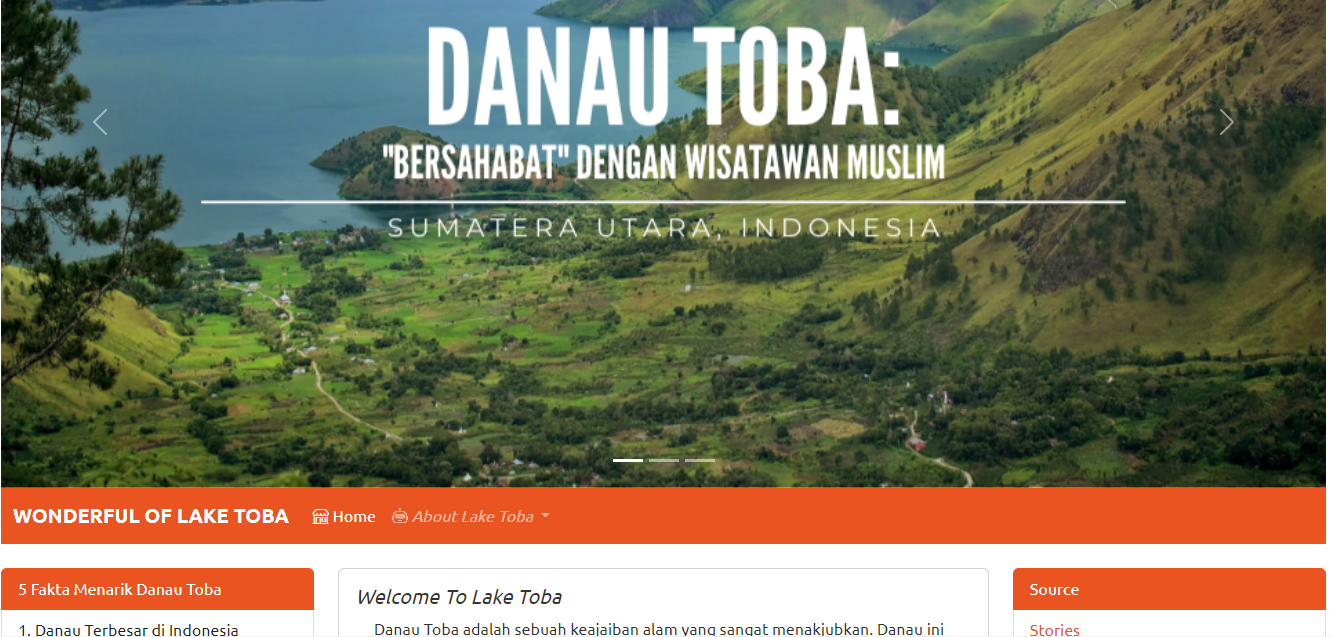 DANAU TOBA:
"BERSAHABAT" DENGAN WISATAWAN MUSLIM
SUMATERA UTARA, INDONESIA
WONDERFUL OF LAKE TOBA Home About Lake Toba
5 Fakta Menarik Danau Toba
1. Danau Terbesar di Indonesia
Welcome To Lake Toba
Danau Toba adalah sebuah keajaiban alam yang sangat menakjubkan. Danau ini
Source
Stories